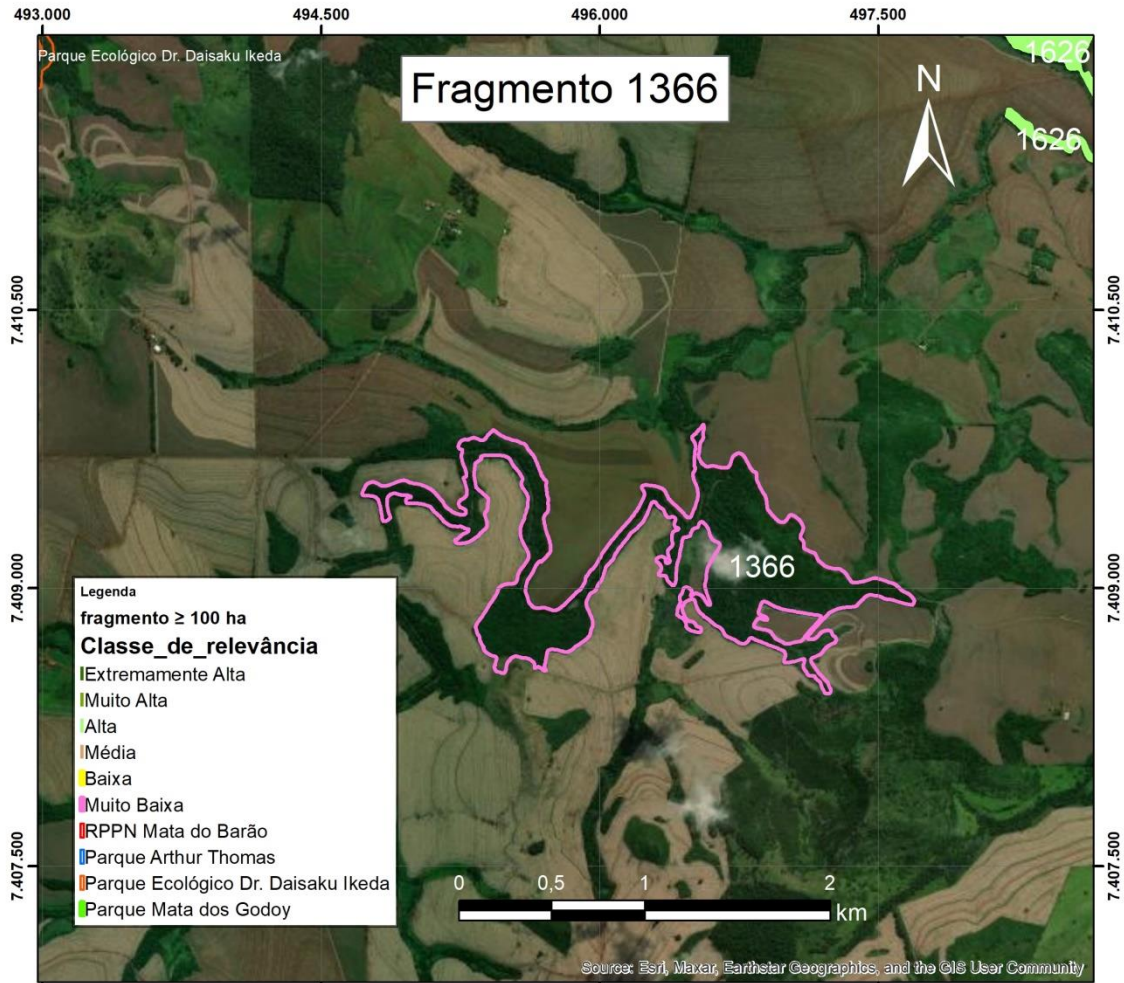 493.000
494.500
496.000
497.500
Parque Ecológico Dr. Daisaku Ikeda
Fragmento 1366
N
1626
1626
7.410.500
7.410.500
1366
7.409.000
7.409.000
Legenda
fragmento ≥ 100 ha
Classe_de_relevância
Extremamente Alta
Muito Alta
Alta
Média
Baixa
Muito Baixa
RPPN Mata do Barão
Parque Arthur Thomas
Parque Ecológico Dr. Daisaku Ikeda
Parque Mata dos Godoy
7.407.500
7.407.500
0 0,5 1 2
km
Source: Esri, Maxar, Earthstar Geographics, and the GIS User Community